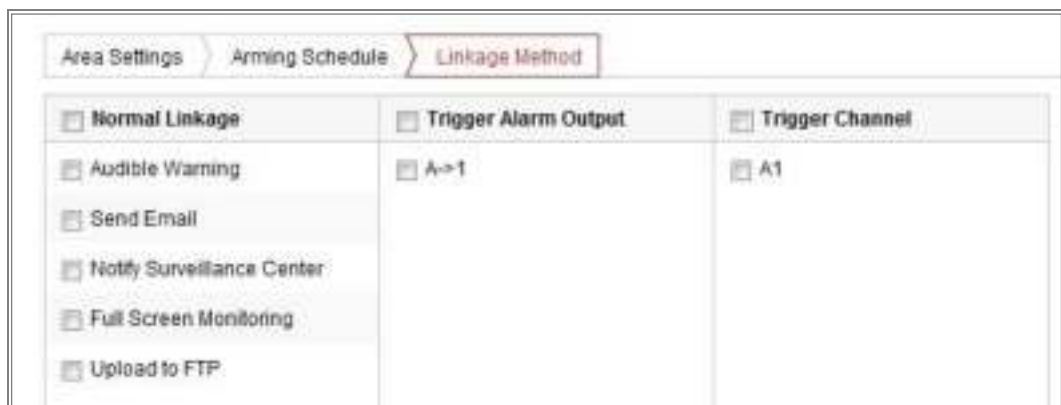 Area Settings Arming Schedule Linkage Method
Normal Linkage Trigger Alarm Output Trigger Channel
Audible Warning A->1 A1
Send Email
Notify Surveillance Center
Full Screen Monitoring
Upload to FTP